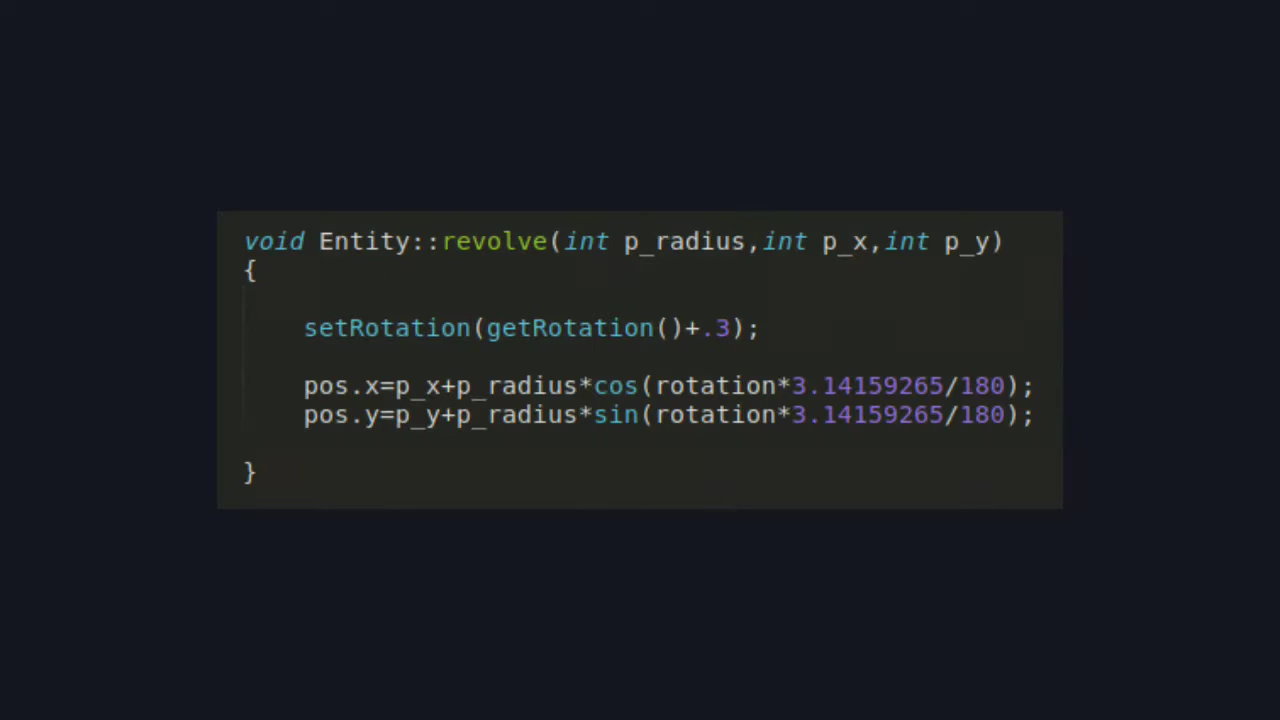 void Entity::revolve(int p_radius,int p_x,int p_y)
{
setRotation(getRotation()+.3);
pos.x=p_x+p_radius*cos(rotation*3.14159265/180);
pos.y=p_y+p_radius*sin(rotation*3.14159265/180);
}